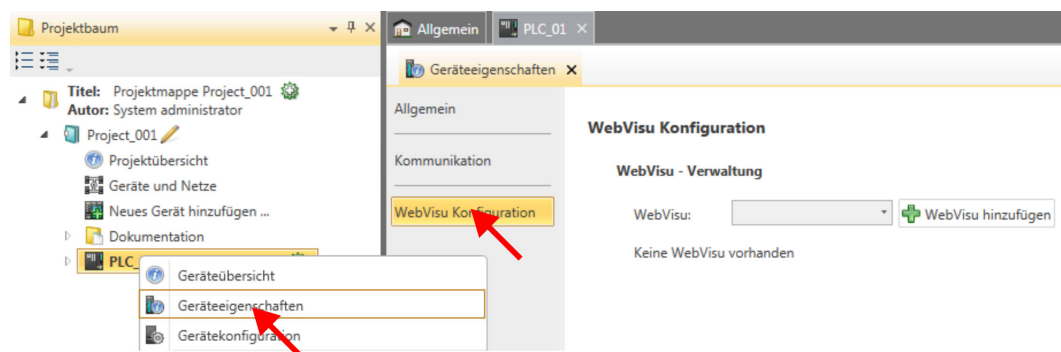 Projektbaum
Titel: Projektmappe Project_001
Autor: System administrator
Project_001
Projektübersicht
Geräte und Netze
Neues Gerät hinzufügen ...
Dokumentation
PLC_
Geräteübersicht
Geräteeigenschaften
Gerätekonfiguration
Allgemein
PLC_01
Geräteeigenschaften
Allgemein
Kommunikation
WebVisu Konfiguration
WebVisu Konfiguration
WebVisu - Verwaltung
WebVisu:
WebVisu hinzufügen
Keine WebVisu vorhanden